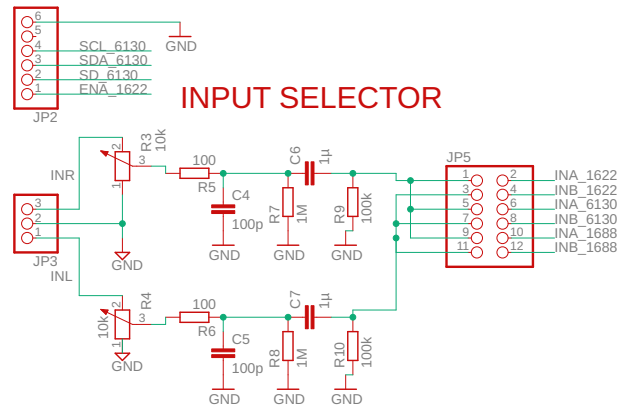 6
5
4 SCL_6130
3 SDA_6130
2 SD_6130
1 ENA_1622
JP2
GND
INPUT SELECTOR
INR
3
2
1
JP3
INL
R3
10k
2
3
1
GND
100
R5
C4
100p
GND
R7
1M
GND
C6
1µ
R9
100k
GND
R4
10k
2
3
1
GND
100
R6
C5
100p
GND
R8
1M
GND
C7
1µ
R10
100k
GND
JP5
1 2 INA_1622
3 4 INB_1622
5 6 INA_6130
7 8 INB_6130
9 10 INA_1688
11 12 INB_1688